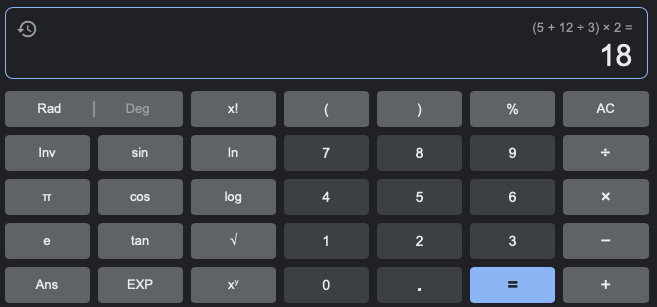 (5 + 12 ÷ 3) × 2 =
18
Rad | Deg x! ( ) % AC
Inv sin ln 7 8 9 ÷
π cos log 4 5 6 ×
e tan √ 1 2 3 −
Ans EXP xʸ 0 . = +